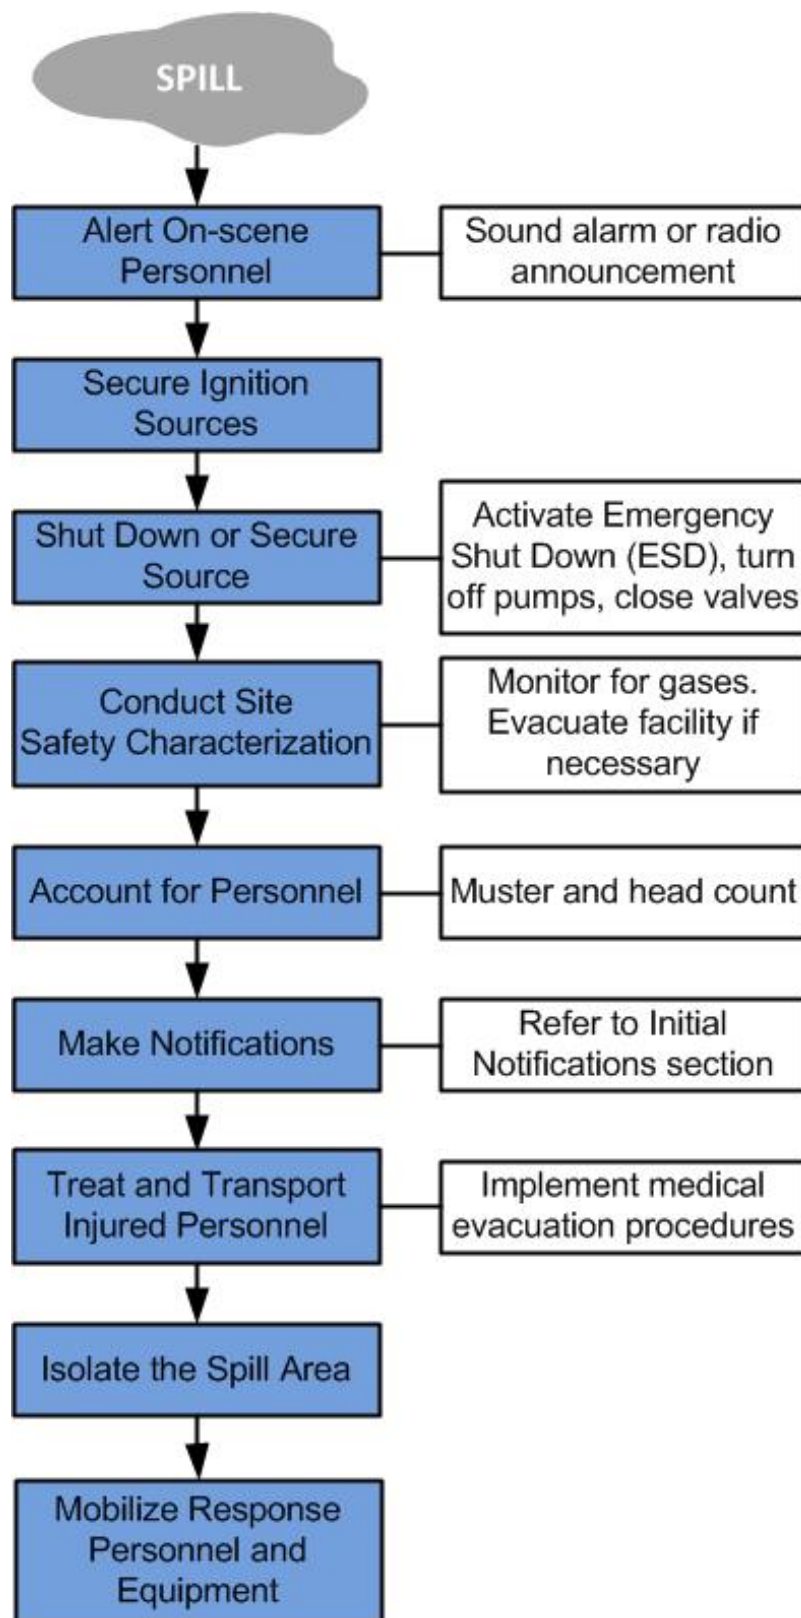 SPILL
Alert On-scene
Personnel
Sound alarm or radio
announcement
Secure Ignition
Sources
Shut Down or Secure
Source
Activate Emergency
Shut Down (ESD), turn
off pumps, close valves
Conduct Site
Safety Characterization
Monitor for gases.
Evacuate facility if
necessary
Account for Personnel
Muster and head count
Make Notifications
Refer to Initial
Notifications section
Treat and Transport
Injured Personnel
Implement medical
evacuation procedures
Isolate the Spill Area
Mobilize Response
Personnel and
Equipment